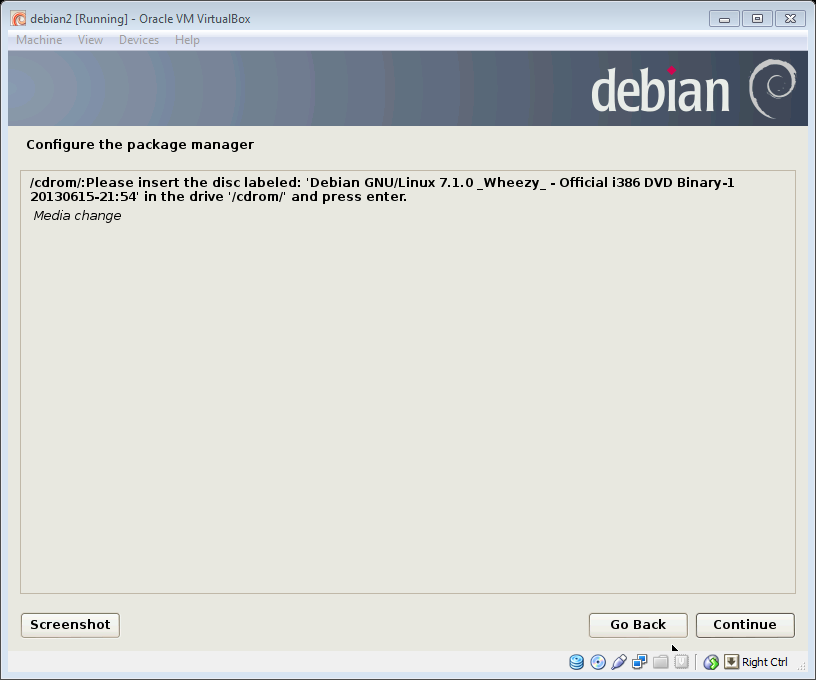 debian2 [Running] - Oracle VM VirtualBox
Machine View Devices Help
debian
Configure the package manager
/cdrom/:Please insert the disc labeled: 'Debian GNU/Linux 7.1.0 _Wheezy_ - Official i386 DVD Binary-1
20130615-21:54' in the drive '/cdrom/' and press enter.
Media change
Screenshot Go Back Continue
Right Ctrl